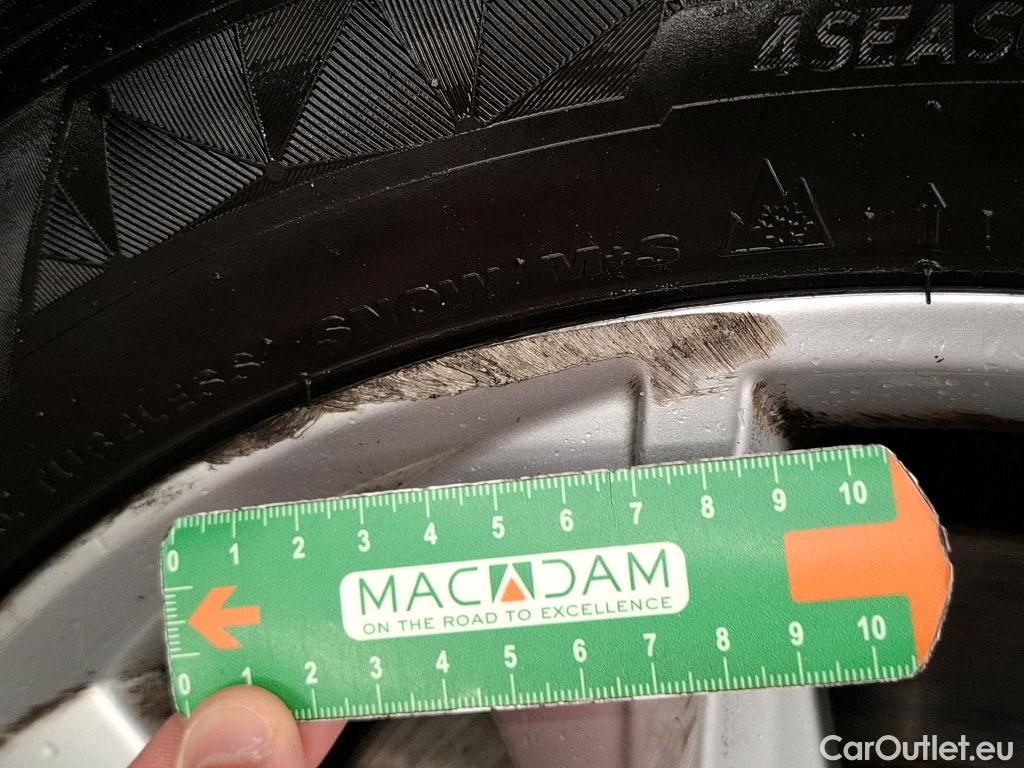 4SEASO
TUBELESS
SNOW M+S
0 1 2 3 4 5 6 7 8 9 10
MACADAM
ON THE ROAD TO EXCELLENCE
0 1 2 3 4 5 6 7 8 9 10
CarOutlet.eu